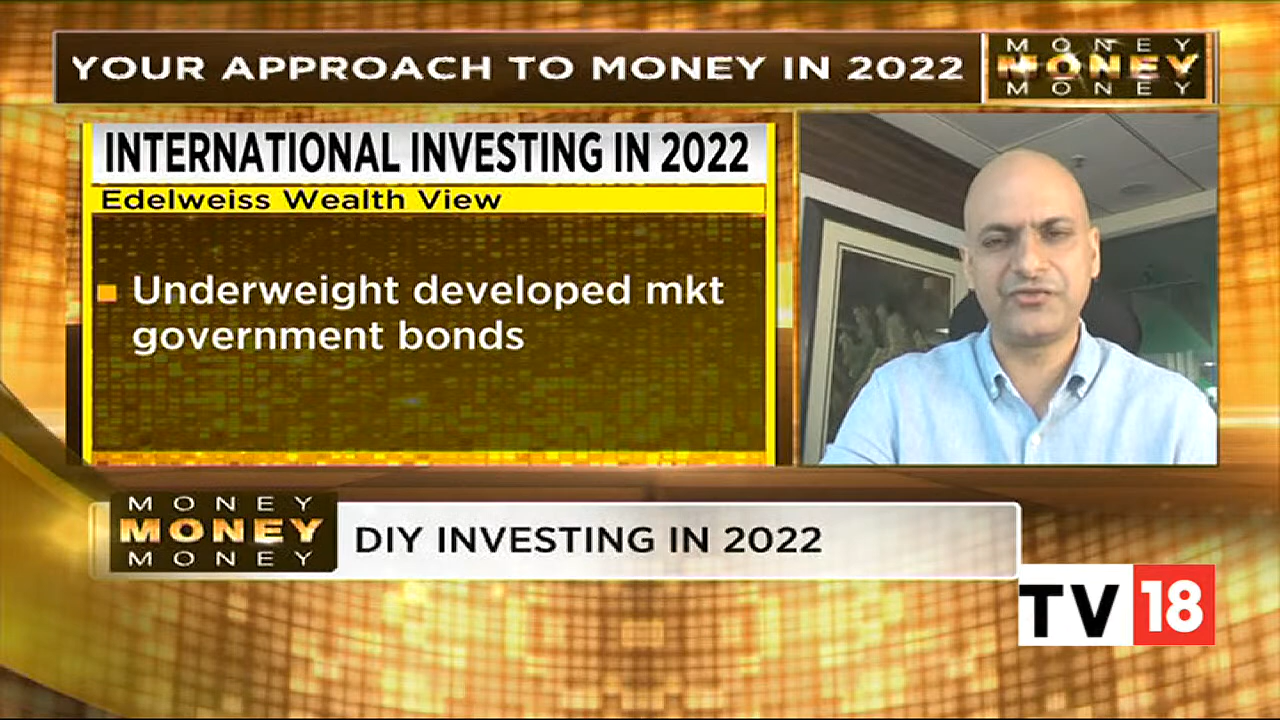 YOUR APPROACH TO MONEY IN 2022
MONEY
MONEY
MONEY
INTERNATIONAL INVESTING IN 2022
Edelweiss Wealth View
Underweight developed mkt
government bonds
MONEY
MONEY
MONEY
DIY INVESTING IN 2022
TV18